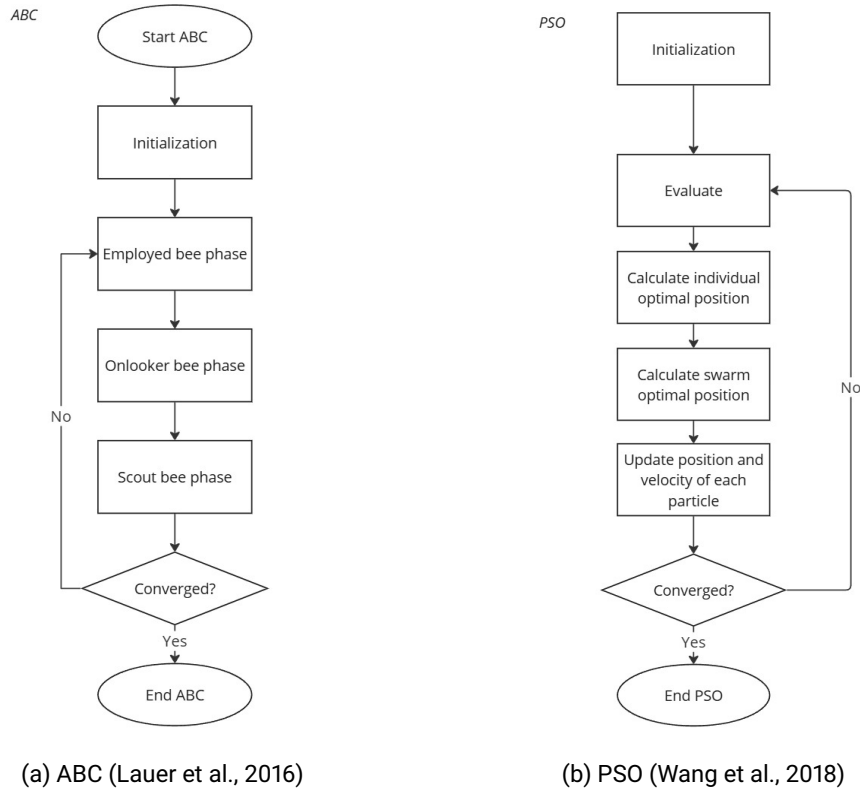 ABC
Start ABC
Initialization
Employed bee phase
Onlooker bee phase
No
Scout bee phase
Converged?
Yes
End ABC
(a) ABC (Lauer et al., 2016)
PSO
Initialization
Evaluate
Calculate individual
optimal position
Calculate swarm
optimal position
No
Update position and
velocity of each
particle
Converged?
Yes
End PSO
(b) PSO (Wang et al., 2018)